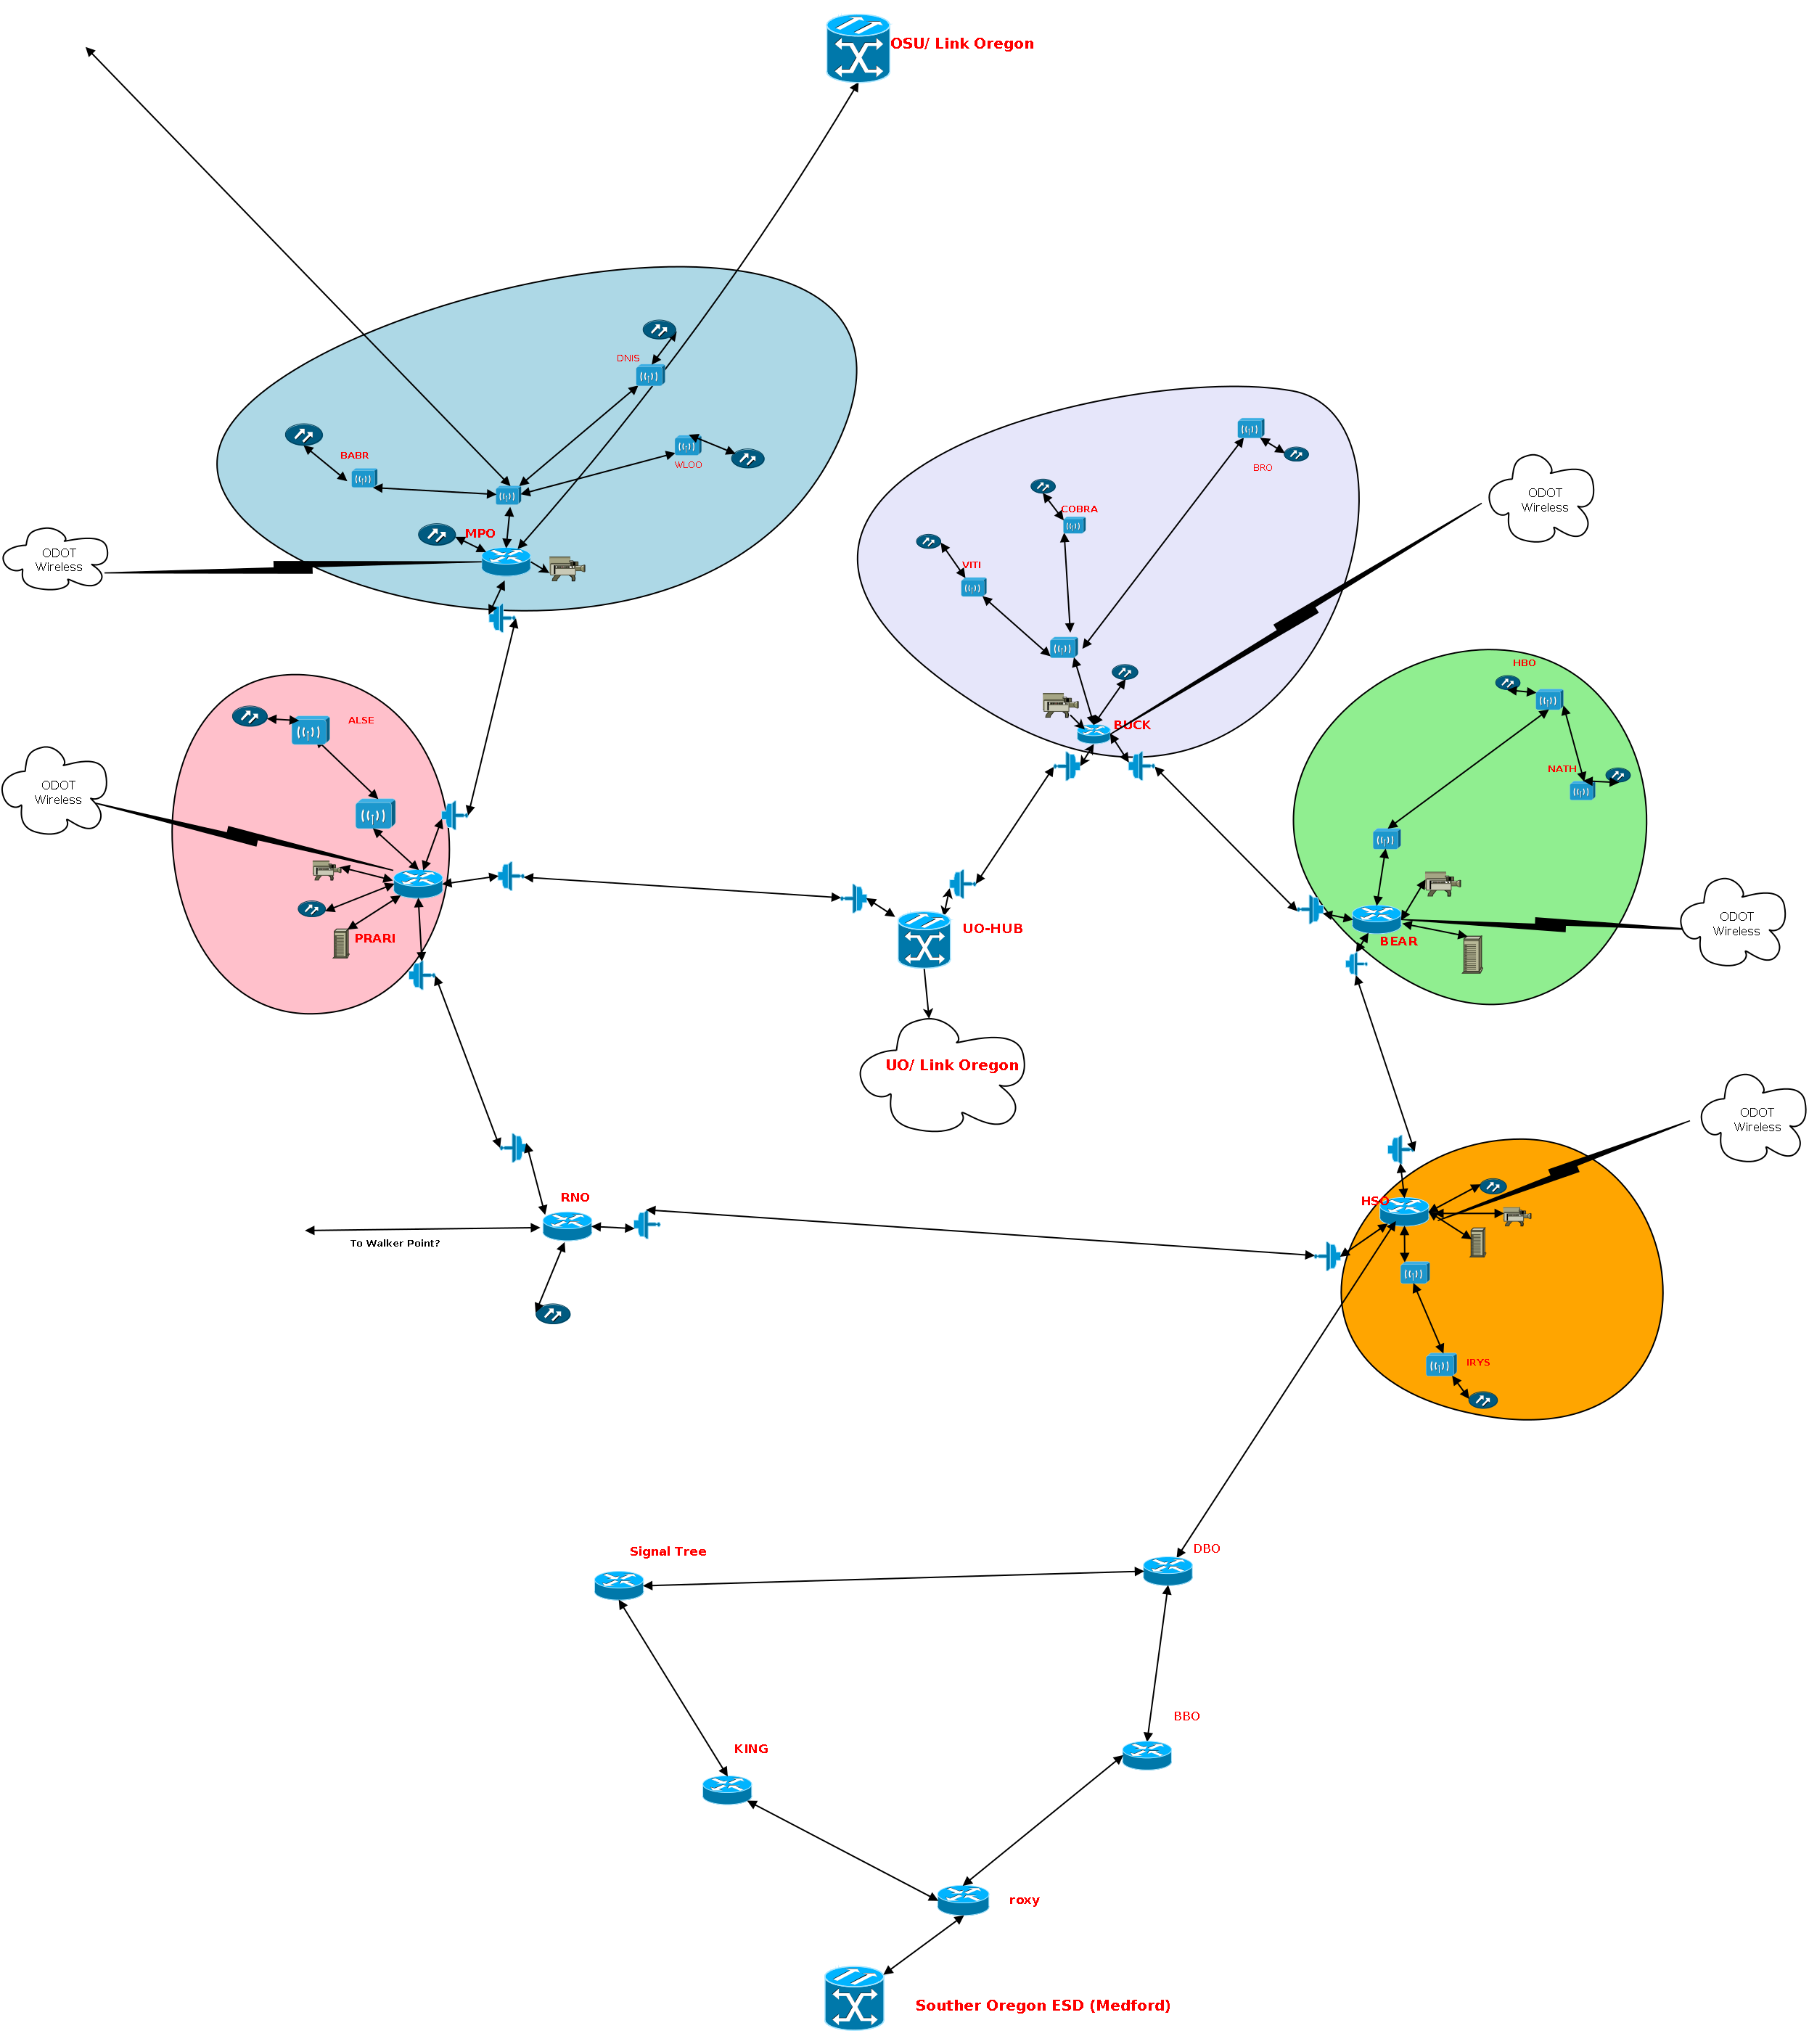 OSU/ Link Oregon
DNIS
BABR
WLOO
MPO
ODOT
Wireless
BRO
COBRA
VITI
ODOT
Wireless
BUCK
HBO
NATH
ALSE
ODOT
Wireless
PRARI
UO-HUB
BEAR
ODOT
Wireless
UO/ Link Oregon
ODOT
Wireless
RNO
HSO
To Walker Point?
IRYS
Signal Tree
DBO
BBO
KING
roxy
Souther Oregon ESD (Medford)